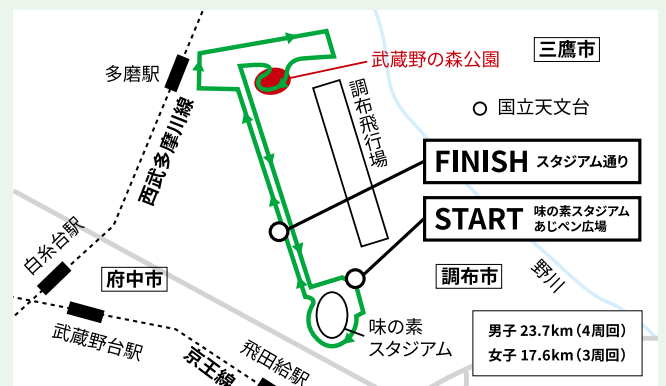 武蔵野の森公園
三鷹市
多磨駅
国立天文台
調布飛行場
西武多摩川線
FINISH スタジアム通り
START 味の素スタジアム
あじペン広場
白糸台駅
府中市
調布市
野川
武蔵野台駅
味の素
スタジアム
京王線
飛田給駅
男子 23.7km(4周回)
女子 17.6km(3周回)